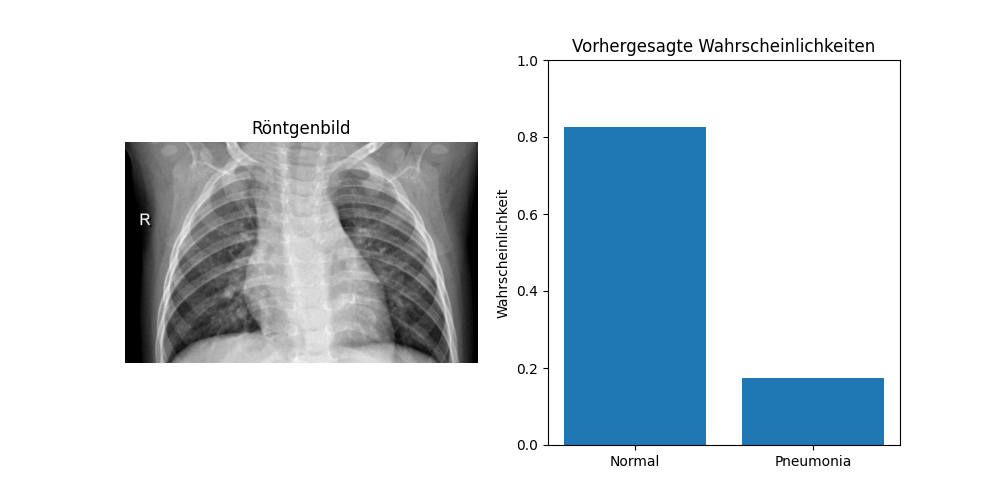 Röntgenbild
R
Vorhergesagte Wahrscheinlichkeiten
Wahrscheinlichkeit
1.0
0.8
0.6
0.4
0.2
0.0
Normal
Pneumonia